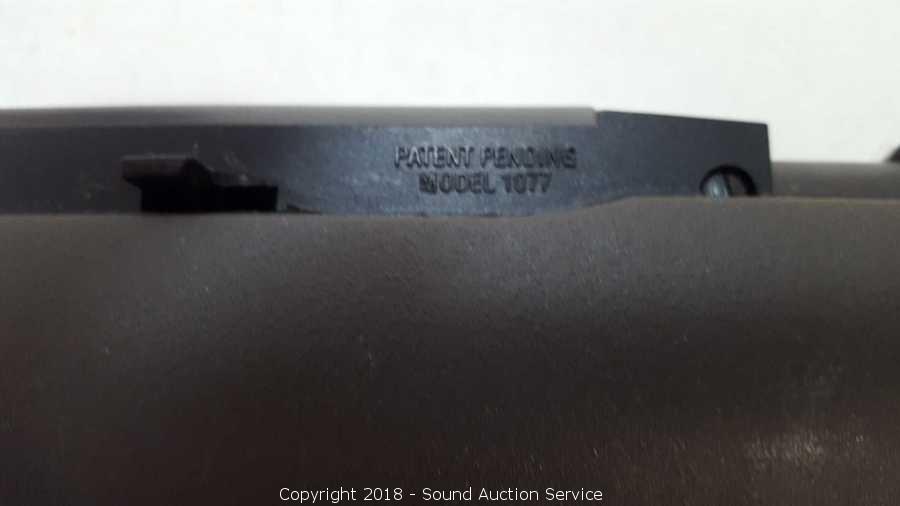 PATENT PENDING
MODEL 1077
Copyright 2018 - Sound Auction Service